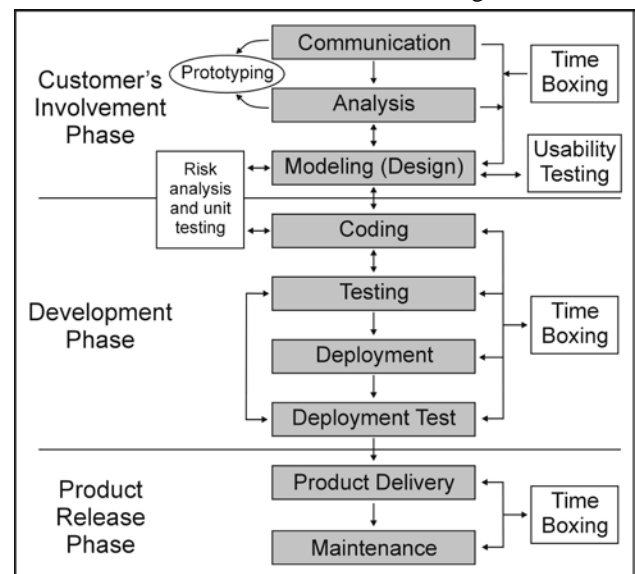 Communication
Prototyping
Time
Boxing
Customer's
Involvement
Phase
Analysis
Usability
Testing
Modeling (Design)
Risk
analysis
and unit
testing
Coding
Testing
Development
Phase
Time
Boxing
Deployment
Deployment Test
Product Delivery
Product
Release
Phase
Time
Boxing
Maintenance